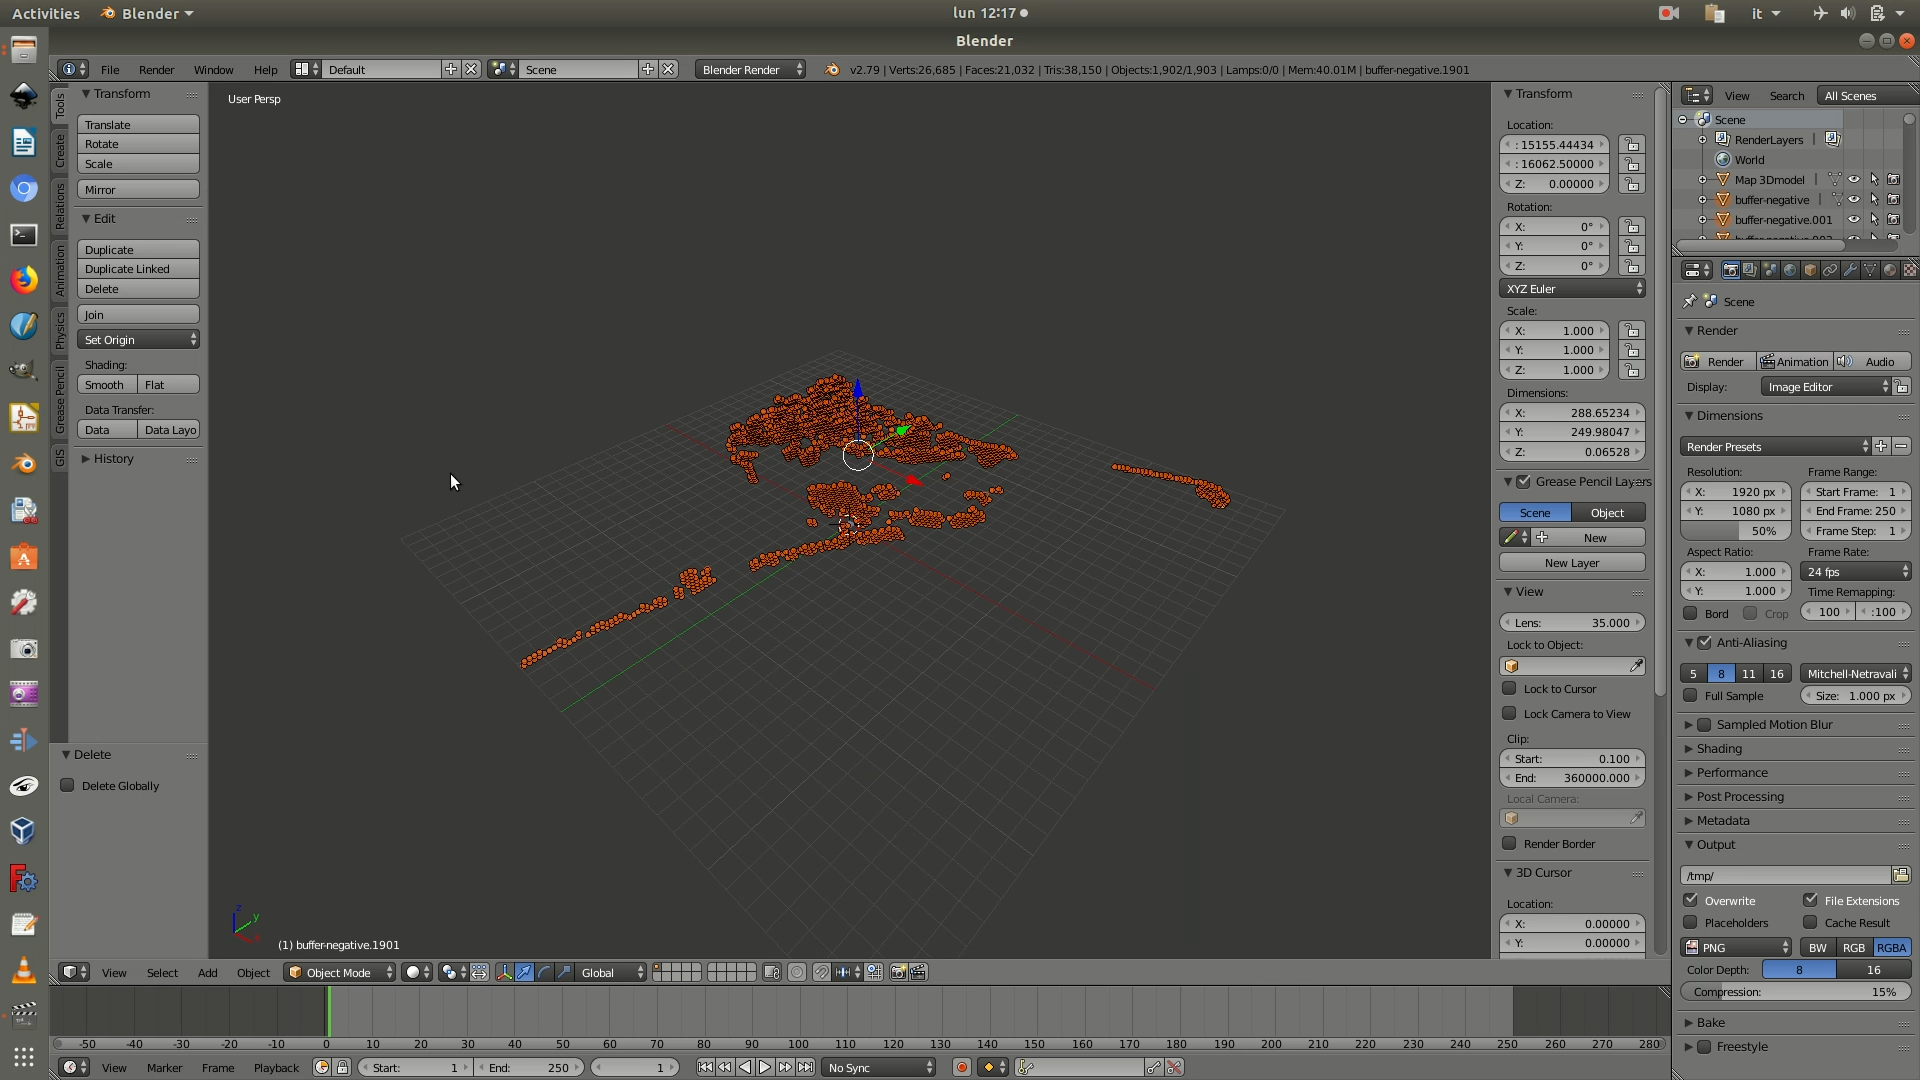 Activities Blender lun 12:17 it
Blender
File Render Window Help Default Scene Blender Render v2.79 | Verts:26,685 | Faces:21,032 | Tris:38,150 | Objects:1,902/1,903 | Lamps:0/0 | Mem:40.01M | buffer-negative.1901
Tools
Create
Relations
Animation
Physics
Grease Pencil
GIS
Transform
Translate
Rotate
Scale
Mirror
Edit
Duplicate
Duplicate Linked
Delete
Join
Set Origin
Shading:
Smooth Flat
Data Transfer:
Data Data Layo
History
Delete
Delete Globally
User Persp
(1) buffer-negative.1901
Transform
Location:
: 15155.44434
: 16062.50000
Z: 0.00000
Rotation:
X: 0°
Y: 0°
Z: 0°
XYZ Euler
Scale:
X: 1.000
Y: 1.000
Z: 1.000
Dimensions:
X: 288.65234
Y: 249.98047
Z: 0.06528
Grease Pencil Layers
Scene Object
New
New Layer
View
Lens: 35.000
Lock to Object:
Lock to Cursor
Lock Camera to View
Clip:
Start: 0.100
End: 360000.000
Local Camera:
Render Border
3D Cursor
Location:
X: 0.00000
Y: 0.00000
View Search All Scenes
Scene
RenderLayers
World
Map 3Dmodel
buffer-negative
buffer-negative.001
Scene
Render
Render Animation Audio
Display: Image Editor
Dimensions
Render Presets
Resolution: Frame Range:
X: 1920 px Start Frame: 1
Y: 1080 px End Frame: 250
50% Frame Step: 1
Aspect Ratio: Frame Rate:
X: 1.000 24 fps
Y: 1.000 Time Remapping:
Bord Crop 100 :100
Anti-Aliasing
5 8 11 16 Mitchell-Netravali
Full Sample Size: 1.000 px
Sampled Motion Blur
Shading
Performance
Post Processing
Metadata
Output
/tmp/
Overwrite File Extensions
Placeholders Cache Result
PNG BW RGB RGBA
Color Depth: 8 16
Compression: 15%
Bake
Freestyle
View Select Add Object Object Mode Global
-50 -40 -30 -20 -10 0 10 20 30 40 50 60 70 80 90 100 110 120 130 140 150 160 170 180 190 200 210 220 230 240 250 260 270 280
View Marker Frame Playback Start: 1 End: 250 1 No Sync